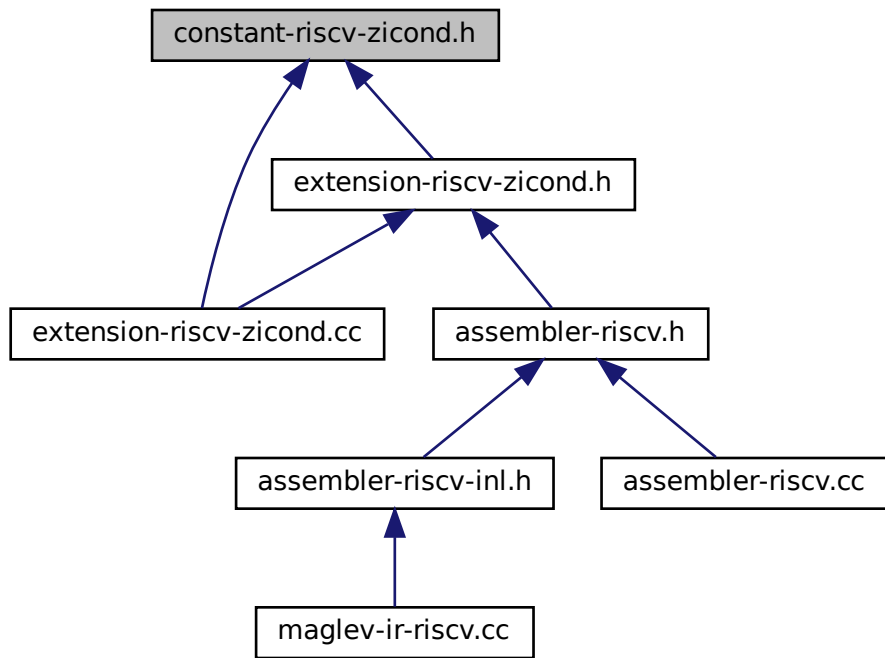 constant-riscv-zicond.h
extension-riscv-zicond.h
extension-riscv-zicond.cc
assembler-riscv.h
assembler-riscv-inl.h
assembler-riscv.cc
maglev-ir-riscv.cc